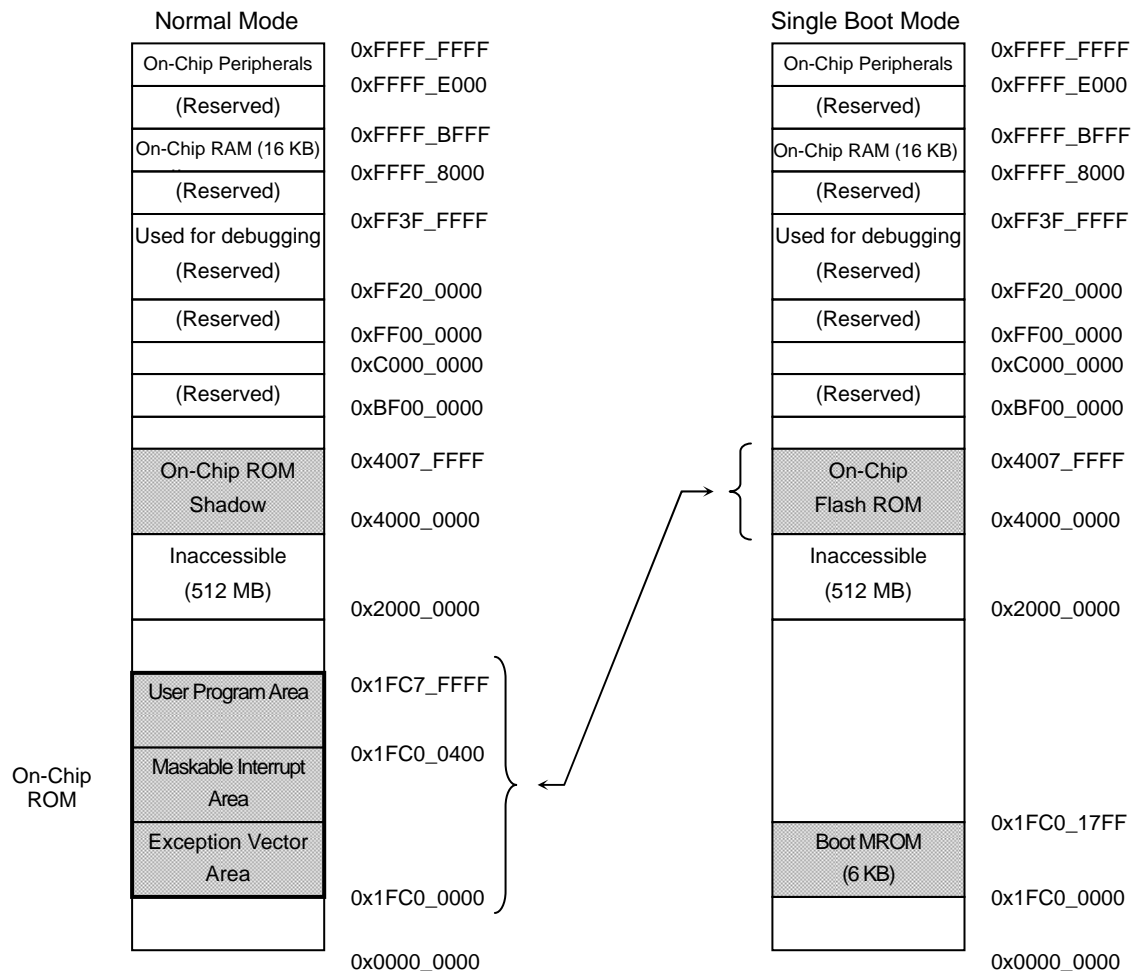 Normal Mode
On-Chip Peripherals
0xFFFF_FFFF
0xFFFF_E000
(Reserved)
0xFFFF_BFFF
On-Chip RAM (16 KB)
0xFFFF_8000
(Reserved)
0xFF3F_FFFF
Used for debugging
(Reserved)
0xFF20_0000
(Reserved)
0xFF00_0000
0xC000_0000
(Reserved)
0xBF00_0000
0x4007_FFFF
On-Chip ROM
Shadow
0x4000_0000
Inaccessible
(512 MB)
0x2000_0000
User Program Area
0x1FC7_FFFF
0x1FC0_0400
Maskable Interrupt
Area
On-Chip
ROM
Exception Vector
Area
0x1FC0_0000
0x0000_0000
Single Boot Mode
On-Chip Peripherals
0xFFFF_FFFF
0xFFFF_E000
(Reserved)
0xFFFF_BFFF
On-Chip RAM (16 KB)
0xFFFF_8000
(Reserved)
0xFF3F_FFFF
Used for debugging
(Reserved)
0xFF20_0000
(Reserved)
0xFF00_0000
0xC000_0000
(Reserved)
0xBF00_0000
0x4007_FFFF
On-Chip
Flash ROM
0x4000_0000
Inaccessible
(512 MB)
0x2000_0000
0x1FC0_17FF
Boot MROM
(6 KB)
0x1FC0_0000
0x0000_0000